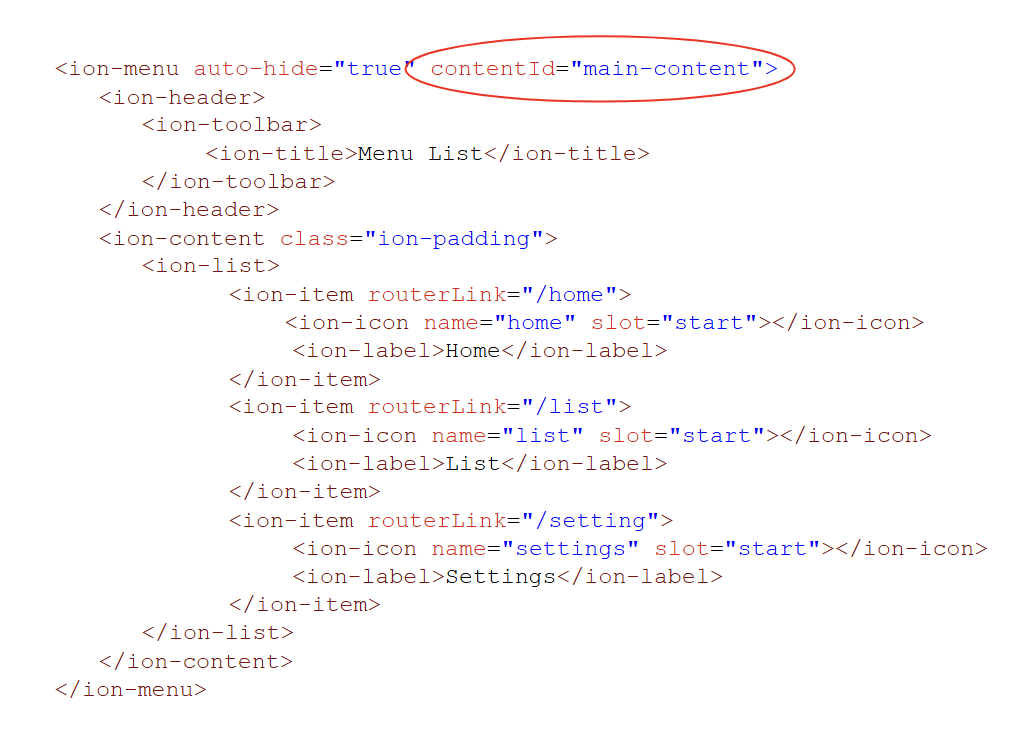 <ion-menu auto-hide="true" contentId="main-content">
<ion-header>
<ion-toolbar>
<ion-title>Menu List</ion-title>
</ion-toolbar>
</ion-header>
<ion-content class="ion-padding">
<ion-list>
<ion-item routerLink="/home">
<ion-icon name="home" slot="start"></ion-icon>
<ion-label>Home</ion-label>
</ion-item>
<ion-item routerLink="/list">
<ion-icon name="list" slot="start"></ion-icon>
<ion-label>List</ion-label>
</ion-item>
<ion-item routerLink="/setting">
<ion-icon name="settings" slot="start"></ion-icon>
<ion-label>Settings</ion-label>
</ion-item>
</ion-list>
</ion-content>
</ion-menu>